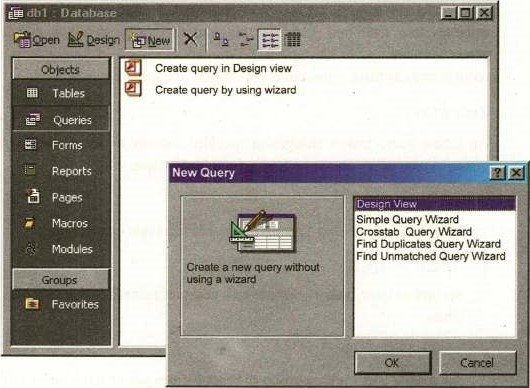 db1 : Database
Open Design New
Objects
Tables
Queries
Forms
Reports
Pages
Macros
Modules
Groups
Favorites
Create query in Design view
Create query by using wizard
New Query
Create a new query without
using a wizard
Design View
Simple Query Wizard
Crosstab Query Wizard
Find Duplicates Query Wizard
Find Unmatched Query Wizard
OK Cancel